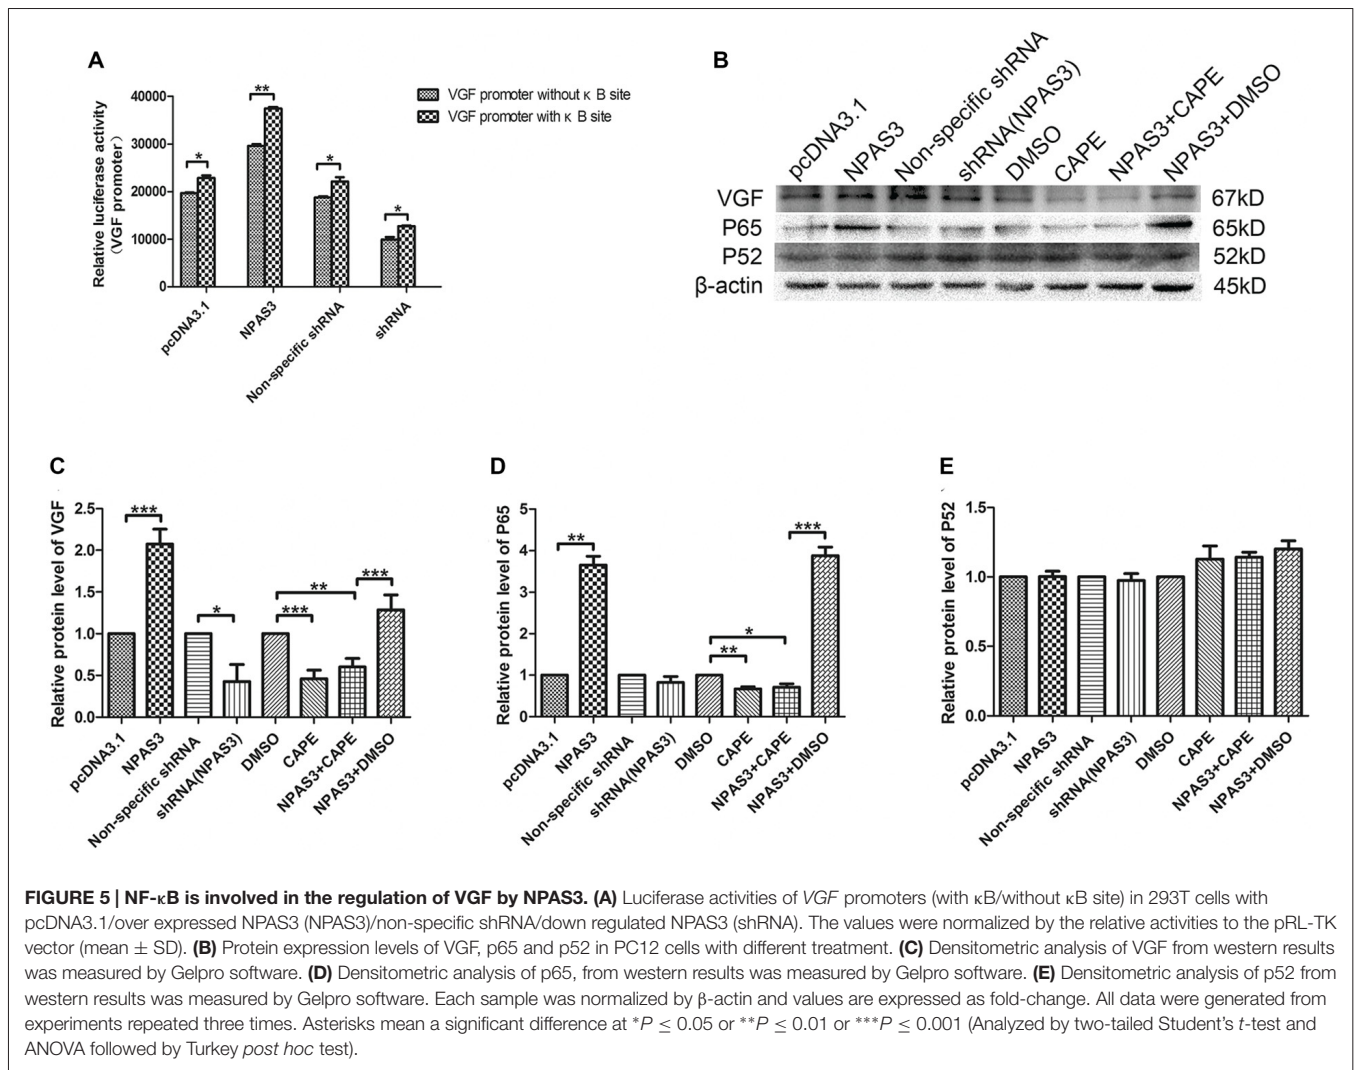 A
Relative luciferase activity
(VGF promoter)
40000
30000
20000
10000
0
*
**
*
*
pcDNA3.1
NPAS3
Non-specific shRNA
shRNA
VGF promoter without κ B site
VGF promoter with κ B site
B
pcDNA3.1
NPAS3
Non-specific shRNA
shRNA(NPAS3)
DMSO
CAPE
NPAS3+CAPE
NPAS3+DMSO
VGF 67kD
P65 65kD
P52 52kD
β-actin 45kD
C
Relative protein level of VGF
2.5
2.0
1.5
1.0
0.5
0.0
***
*
***
**
***
pcDNA3.1
NPAS3
Non-specific shRNA
shRNA(NPAS3)
DMSO
CAPE
NPAS3+CAPE
NPAS3+DMSO
D
Relative protein level of P65
5
4
3
2
1
0
**
**
*
***
pcDNA3.1
NPAS3
Non-specific shRNA
shRNA(NPAS3)
DMSO
CAPE
NPAS3+CAPE
NPAS3+DMSO
E
Relative protein level of P52
1.5
1.0
0.5
0.0
pcDNA3.1
NPAS3
Non-specific shRNA
shRNA(NPAS3)
DMSO
CAPE
NPAS3+CAPE
NPAS3+DMSO
FIGURE 5 | NF-κB is involved in the regulation of VGF by NPAS3. (A) Luciferase activities of VGF promoters (with κB/without κB site) in 293T cells with
pcDNA3.1/over expressed NPAS3 (NPAS3)/non-specific shRNA/down regulated NPAS3 (shRNA). The values were normalized by the relative activities to the pRL-TK
vector (mean ± SD). (B) Protein expression levels of VGF, p65 and p52 in PC12 cells with different treatment. (C) Densitometric analysis of VGF from western results
was measured by Gelpro software. (D) Densitometric analysis of p65, from western results was measured by Gelpro software. (E) Densitometric analysis of p52 from
western results was measured by Gelpro software. Each sample was normalized by β-actin and values are expressed as fold-change. All data were generated from
experiments repeated three times. Asterisks mean a significant difference at *P ≤ 0.05 or **P ≤ 0.01 or ***P ≤ 0.001 (Analyzed by two-tailed Student's t-test and
ANOVA followed by Turkey post hoc test).